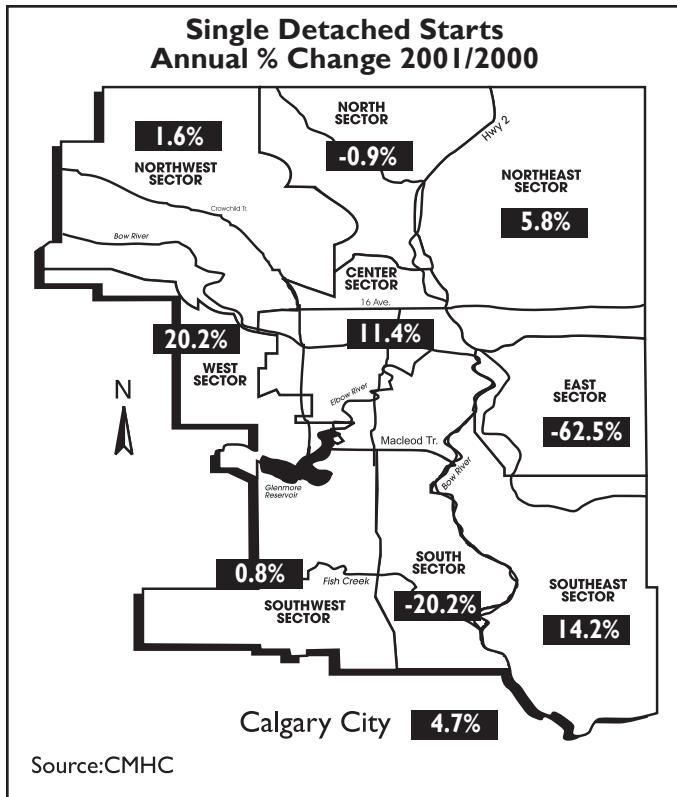 Single Detached Starts
Annual % Change 2001/2000
NORTH
SECTOR
-0.9%
1.6%
NORTHWEST
SECTOR
Hwy 2
NORTHEAST
SECTOR
5.8%
Crowchild Tr.
Bow River
CENTER
SECTOR
16 Ave.
11.4%
20.2%
WEST
SECTOR
N
Elbow River
EAST
SECTOR
-62.5%
Macleod Tr.
Bow River
Glenmore
Reservoir
0.8%
Fish Creek
SOUTHWEST
SECTOR
SOUTH
SECTOR
-20.2%
SOUTHEAST
SECTOR
14.2%
Calgary City 4.7%
Source:CMHC